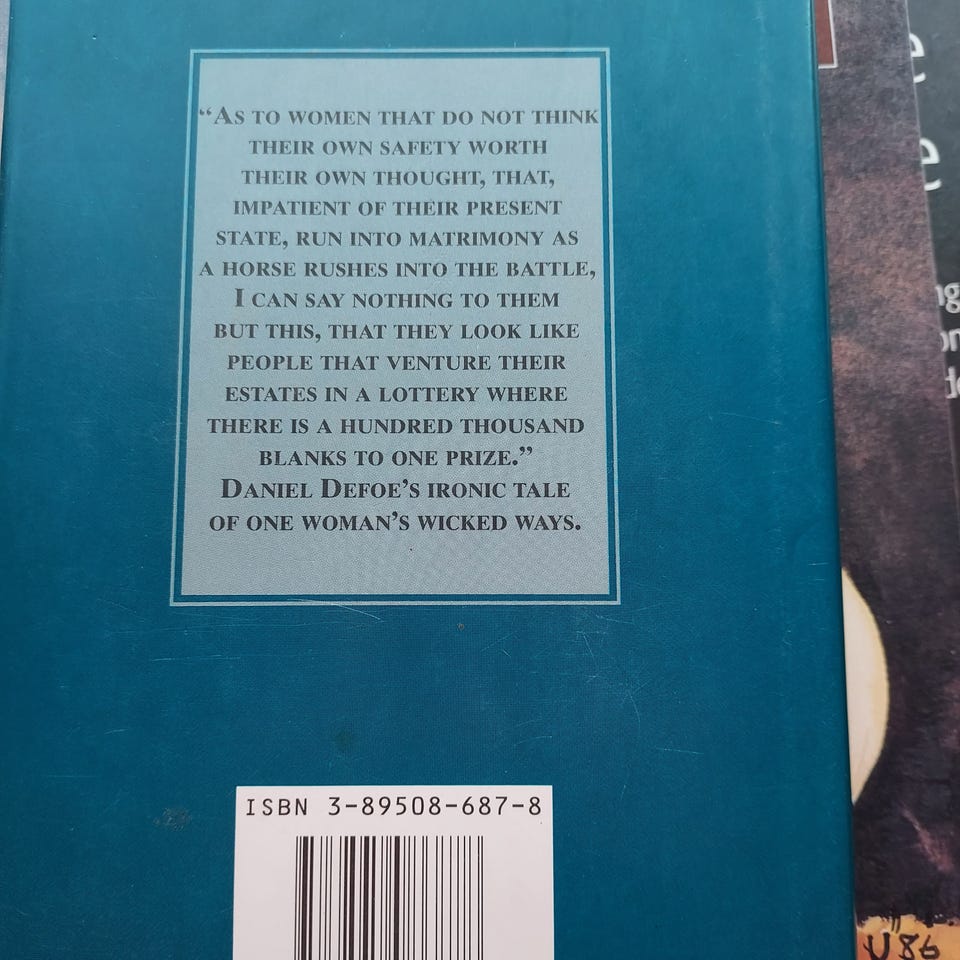 “AS TO WOMEN THAT DO NOT THINK
THEIR OWN SAFETY WORTH
THEIR OWN THOUGHT, THAT,
IMPATIENT OF THEIR PRESENT
STATE, RUN INTO MATRIMONY AS
A HORSE RUSHES INTO THE BATTLE,
I CAN SAY NOTHING TO THEM
BUT THIS, THAT THEY LOOK LIKE
PEOPLE THAT VENTURE THEIR
ESTATES IN A LOTTERY WHERE
THERE IS A HUNDRED THOUSAND
BLANKS TO ONE PRIZE.”
DANIEL DEFOE’S IRONIC TALE
OF ONE WOMAN’S WICKED WAYS.
ISBN 3-89508-687-8
U86